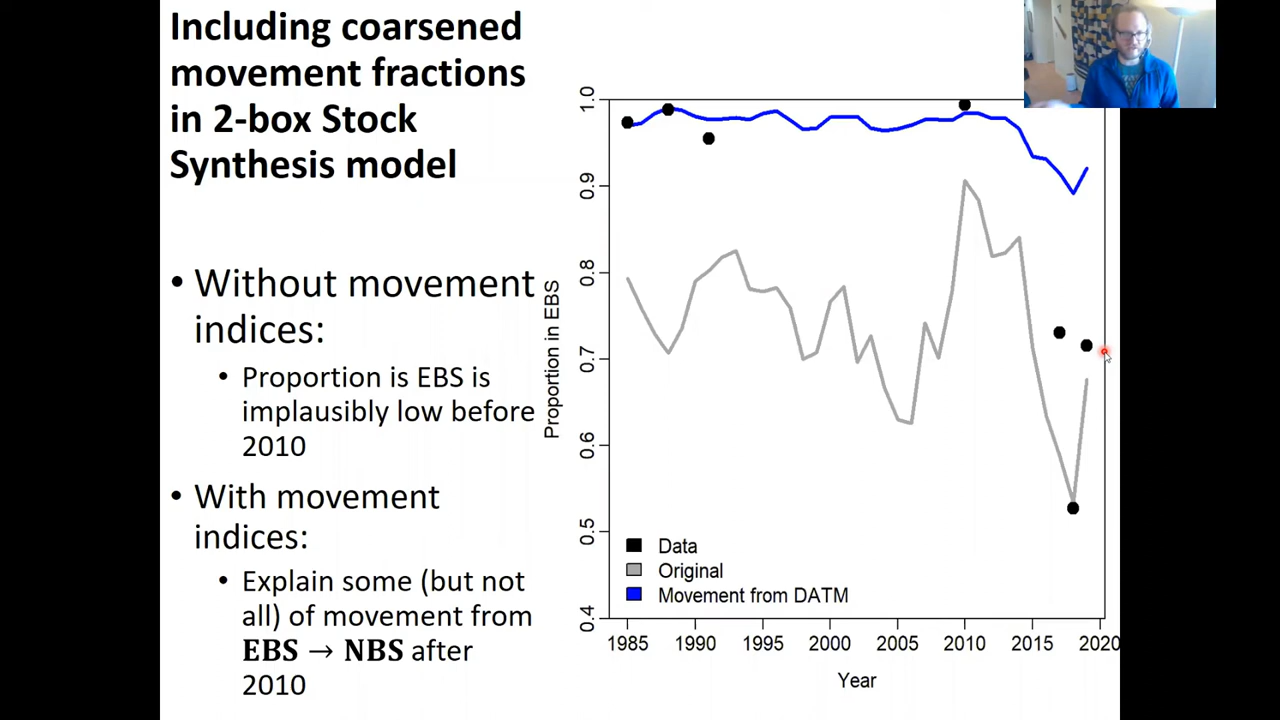 Including coarsened
movement fractions
in 2-box Stock
Synthesis model
• Without movement
indices:
• Proportion is EBS is
implausibly low before
2010
• With movement
indices:
• Explain some (but not
all) of movement from
EBS → NBS after
2010
Proportion in EBS
1.0
0.9
0.8
0.7
0.6
0.5
0.4
Data
Original
Movement from DATM
1985 1990 1995 2000 2005 2010 2015 2020
Year